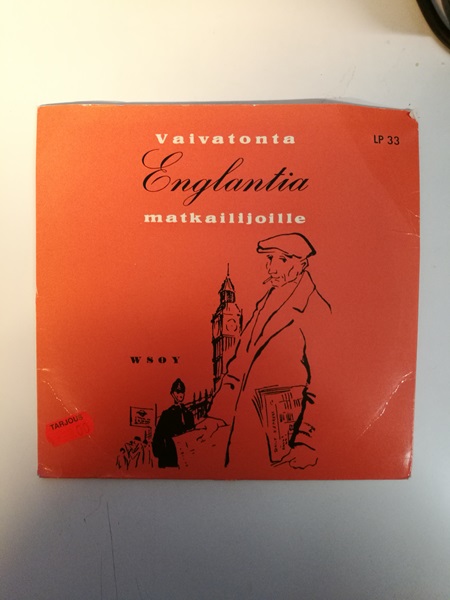 Vaivatonta
LP 33
Englantia
matkailijoille
WSOY
TARJOUS